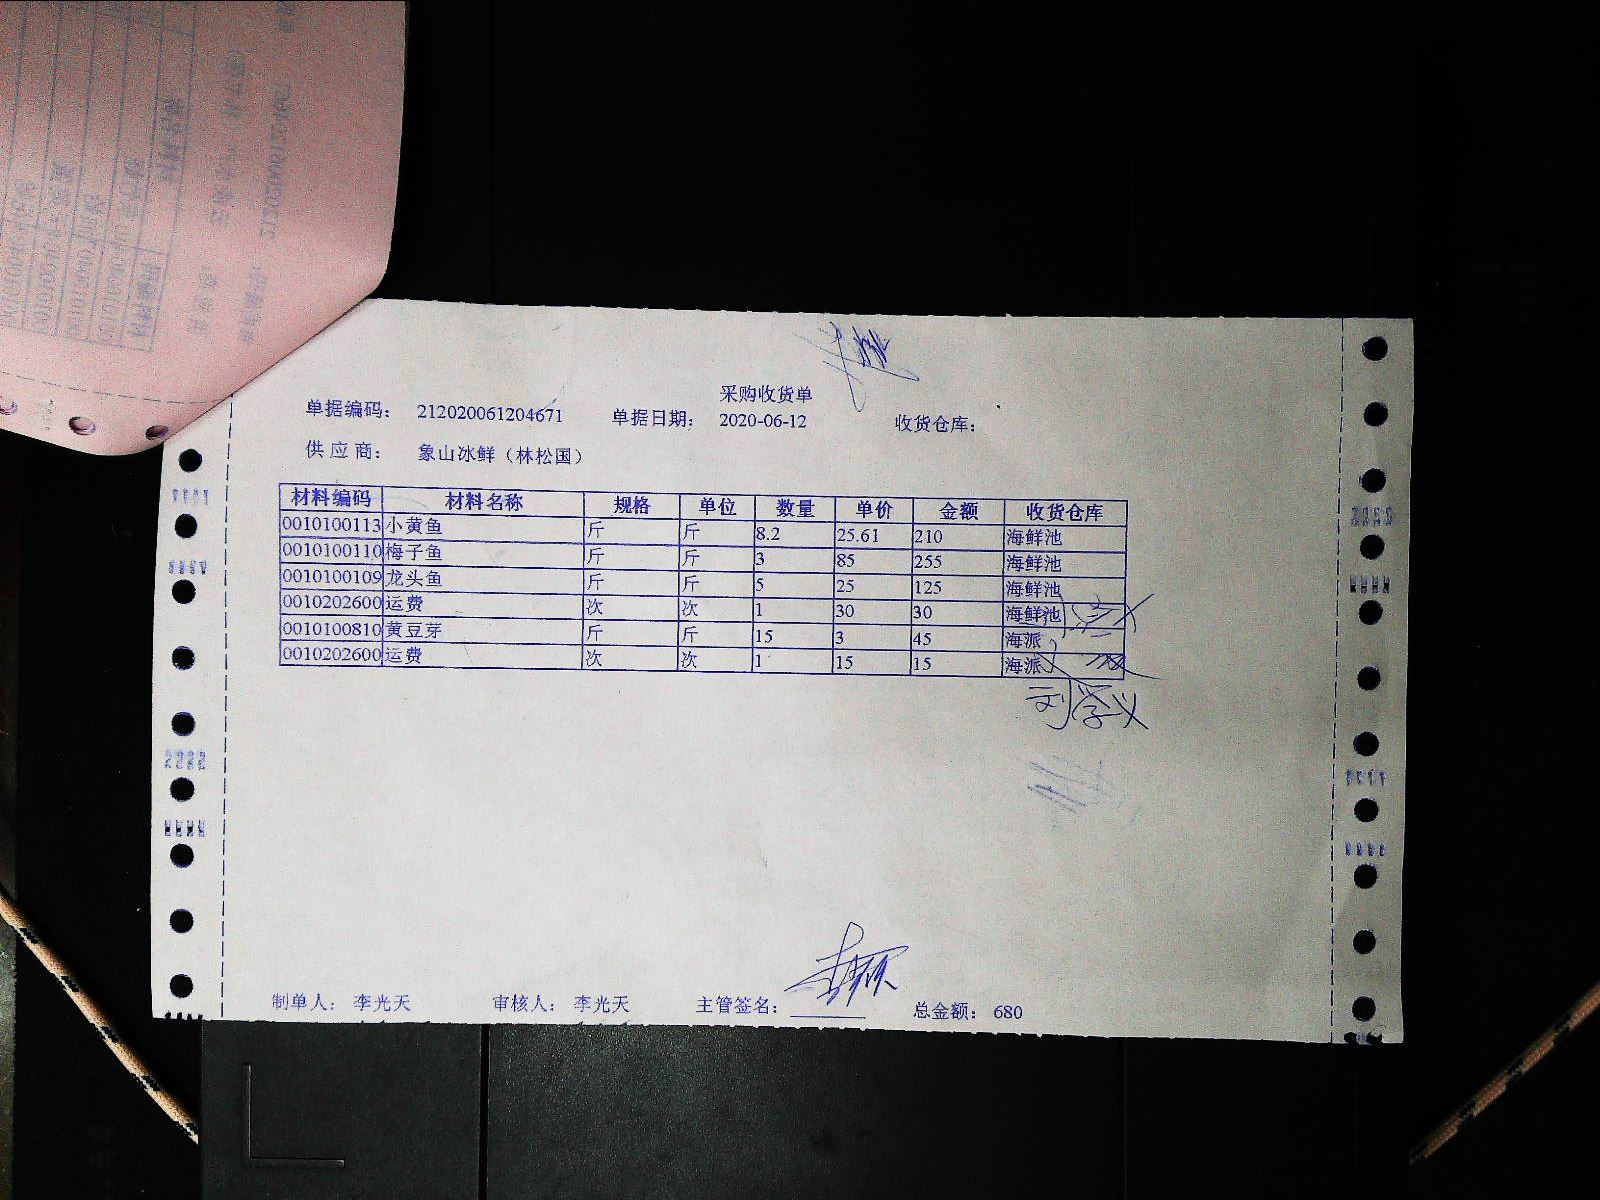 采购收货单
单据编码: 212020061204671 单据日期: 2020-06-12 收货仓库:
供应商: 象山冰鲜（林松国）
材料编码 材料名称 规格 单位 数量 单价 金额 收货仓库
0010100113 小黄鱼 斤 斤 8.2 25.61 210 海鲜池
0010100110 梅子鱼 斤 斤 3 85 255 海鲜池
0010100109 龙头鱼 斤 斤 5 25 125 海鲜池
0010202600 运费 次 次 1 30 30 海鲜池
0010100810 黄豆芽 斤 斤 15 3 45 海派
0010202600 运费 次 次 1 15 15 海派
刘学义
制单人: 李光天 审核人: 李光天 主管签名: 总金额: 680